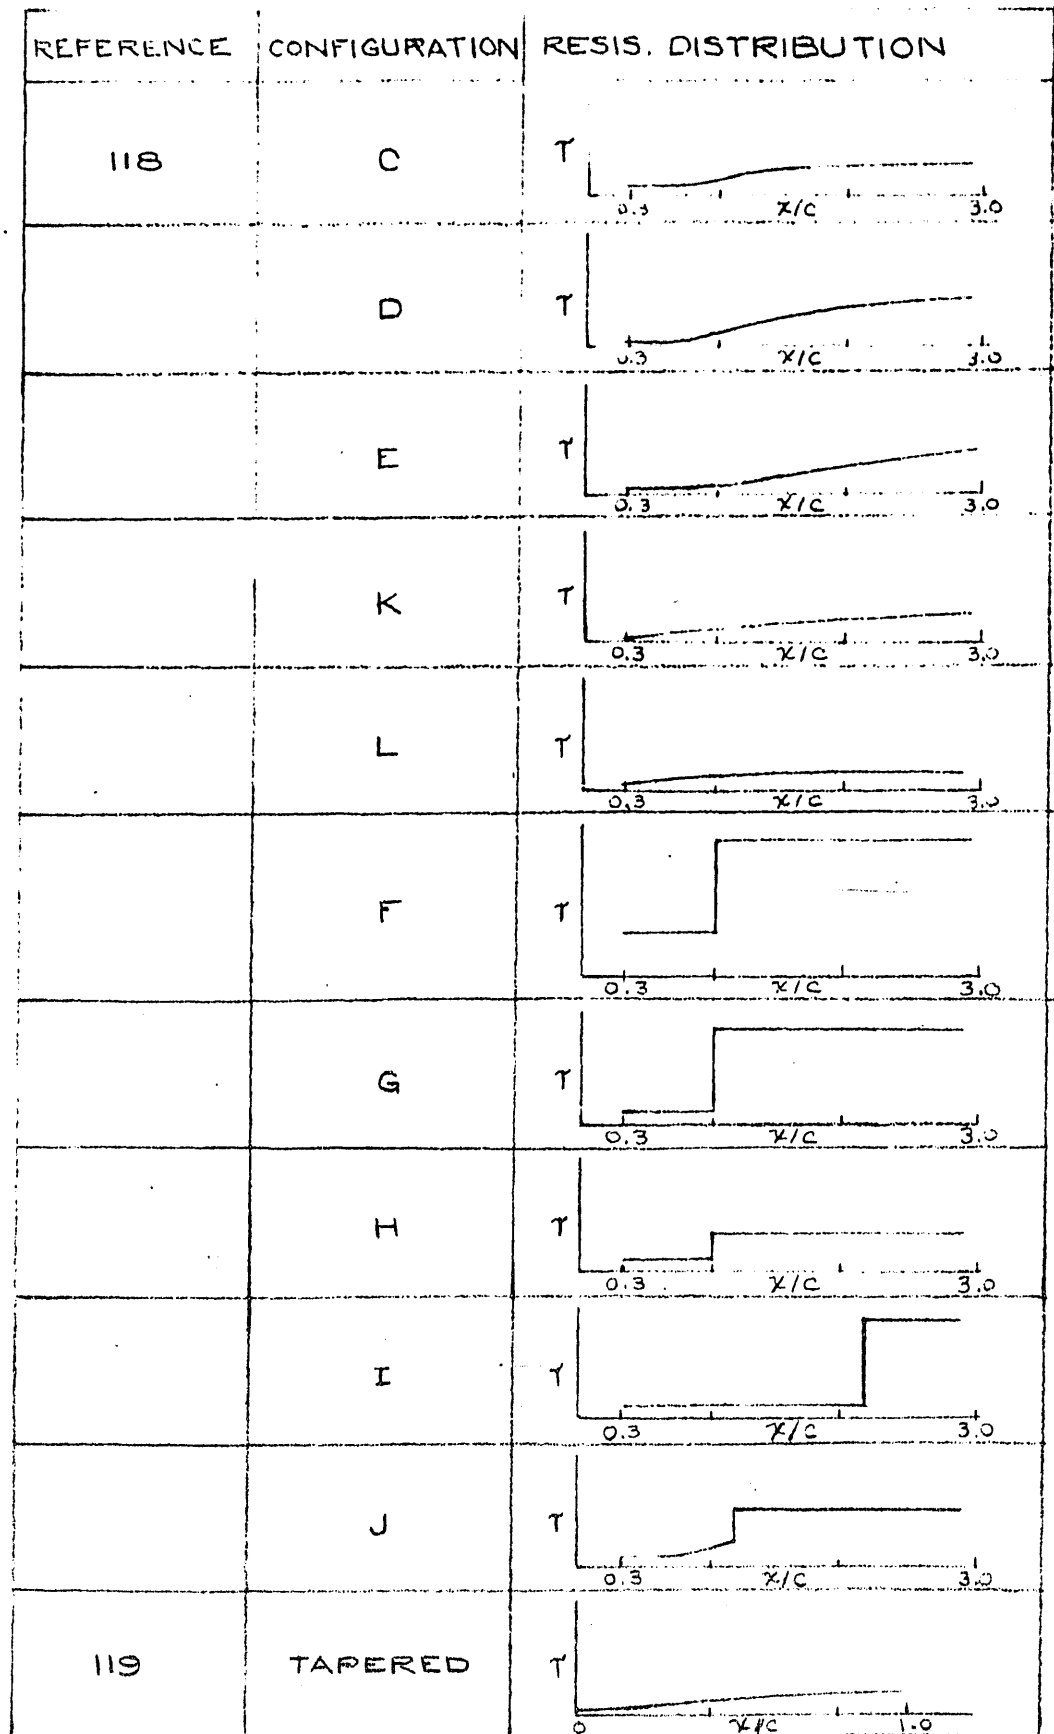 REFERENCE CONFIGURATION RESIS. DISTRIBUTION
118 C τ
0.3 x/c 3.0
D τ
0.3 x/c 3.0
E τ
0.3 x/c 3.0
K τ
0.3 x/c 3.0
L τ
0.3 x/c 3.0
F τ
0.3 x/c 3.0
G τ
0.3 x/c 3.0
H τ
0.3 x/c 3.0
I τ
0.3 x/c 3.0
J τ
0.3 x/c 3.0
119 TAPERED τ
0 x/c 1.0